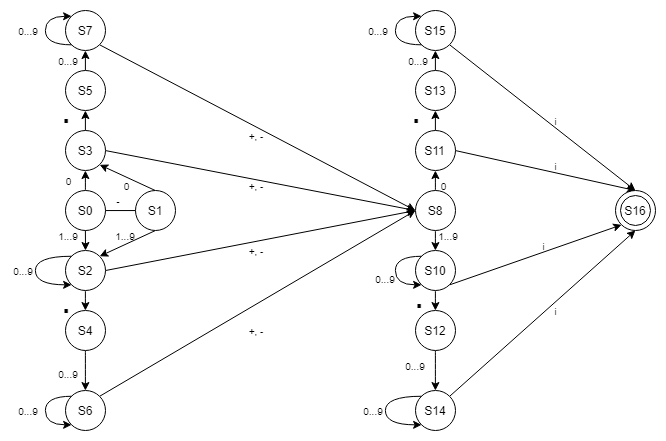 0...9 S7 0...9 S15
0...9 0...9
S5 S13
. .
i
+, -
S3 S11
i
0 0 +, - 0
S0 - S1 S8 S16
1...9 1...9 1...9
i
+, -
0...9 S2 0...9 S10
. .
i
S4 +, - S12
0...9 0...9
0...9 S6 0...9 S14